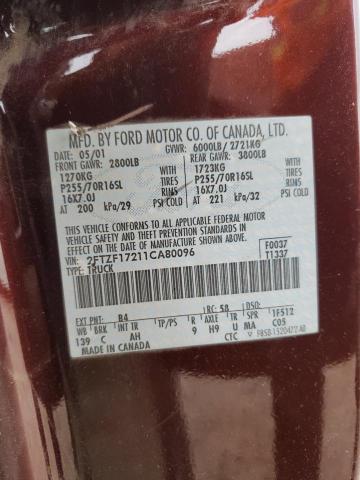 MFD. BY FORD MOTOR CO. OF CANADA, LTD.
DATE: 05/01 GVWR: 6000LB/ 2721KG
FRONT GAWR: 2800LB REAR GAWR: 3800LB
1270KG WITH 1723KG WITH
P255/70R16SL TIRES P255/70R16SL TIRES
16X7.0J RIMS 16X7.0J RIMS
AT 200 kPa/29 PSI COLD AT 221 kPa/32 PSI COLD
THIS VEHICLE CONFORMS TO ALL APPLICABLE FEDERAL MOTOR
VEHICLE SAFETY STANDARDS IN EFFECT ON THE
DATE OF MANUFACTURE SHOWN ABOVE.
VIN: 2FTZF17211CA80096 F0037
TYPE: TRUCK T1337
EXT PNT: B4 RC: 58 DSO:
WB BRK INT TR TP/PS R AXLE TR SPR 1F512
139 C AH 9 H9 U MA C05
MADE IN CANADA CTC